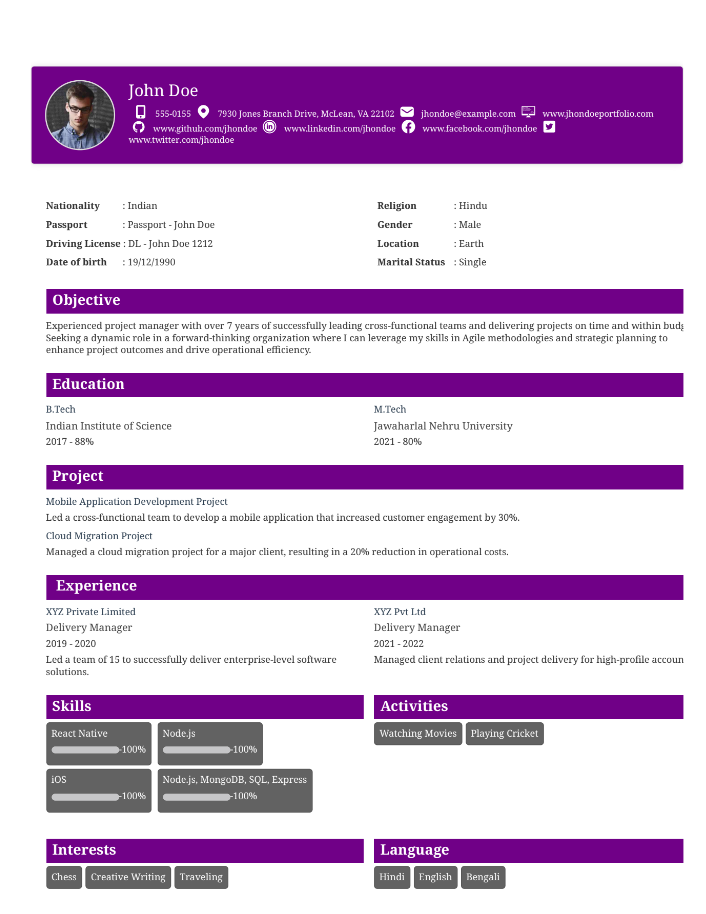 John Doe
555-0155 7930 Jones Branch Drive, McLean, VA 22102 jhondoe@example.com www.jhondoeportfolio.com
www.github.com/jhondoe www.linkedin.com/jhondoe www.facebook.com/jhondoe
www.twitter.com/jhondoe
Nationality : Indian Religion : Hindu
Passport : Passport - John Doe Gender : Male
Driving License : DL - John Doe 1212 Location : Earth
Date of birth : 19/12/1990 Marital Status : Single
Objective
Experienced project manager with over 7 years of successfully leading cross-functional teams and delivering projects on time and within budg
Seeking a dynamic role in a forward-thinking organization where I can leverage my skills in Agile methodologies and strategic planning to
enhance project outcomes and drive operational efficiency.
Education
B.Tech
Indian Institute of Science
2017 - 88%
M.Tech
Jawaharlal Nehru University
2021 - 80%
Project
Mobile Application Development Project
Led a cross-functional team to develop a mobile application that increased customer engagement by 30%.
Cloud Migration Project
Managed a cloud migration project for a major client, resulting in a 20% reduction in operational costs.
Experience
XYZ Private Limited
Delivery Manager
2019 - 2020
Led a team of 15 to successfully deliver enterprise-level software
solutions.
XYZ Pvt Ltd
Delivery Manager
2021 - 2022
Managed client relations and project delivery for high-profile accoun
Skills
React Native
-100%
Node.js
-100%
iOS
-100%
Node.js, MongoDB, SQL, Express
-100%
Activities
Watching Movies Playing Cricket
Interests
Chess Creative Writing Traveling
Language
Hindi English Bengali